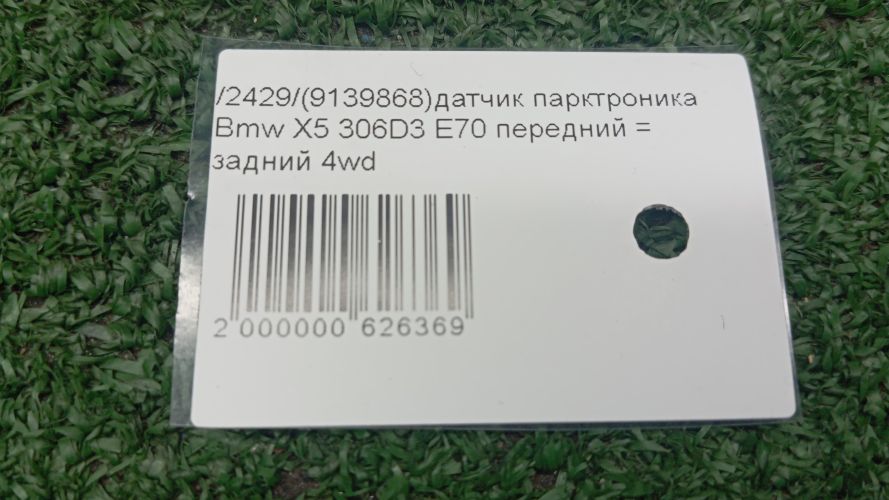 /2429/(9139868)датчик парктроника
Bmw X5 306D3 E70 передний =
задний 4wd
2 000000 626369